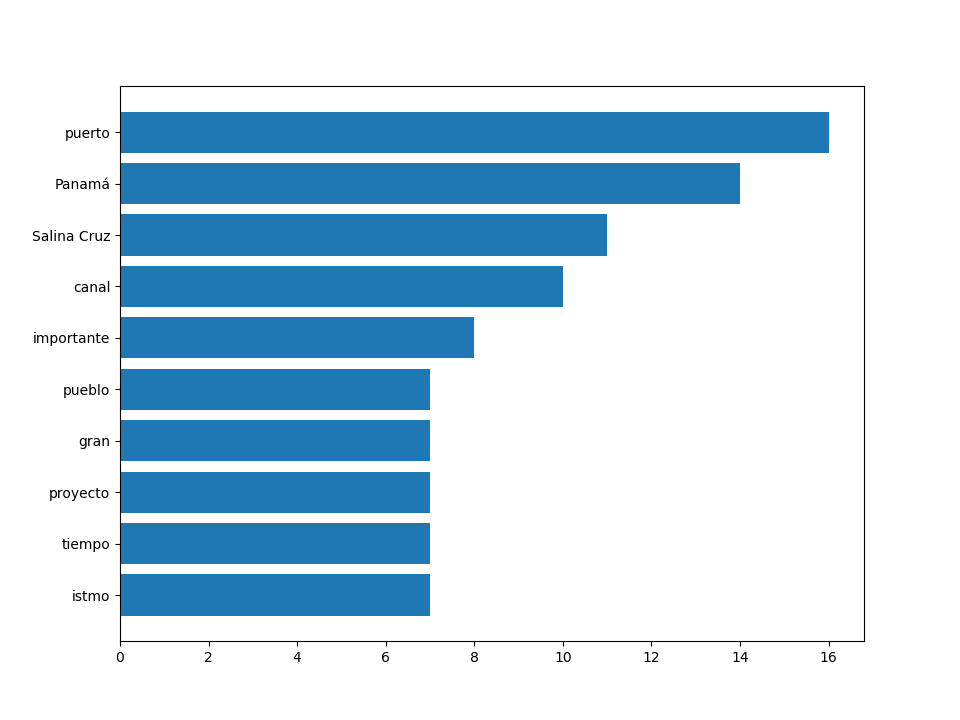 puerto
Panamá
Salina Cruz
canal
importante
pueblo
gran
proyecto
tiempo
istmo
0 2 4 6 8 10 12 14 16